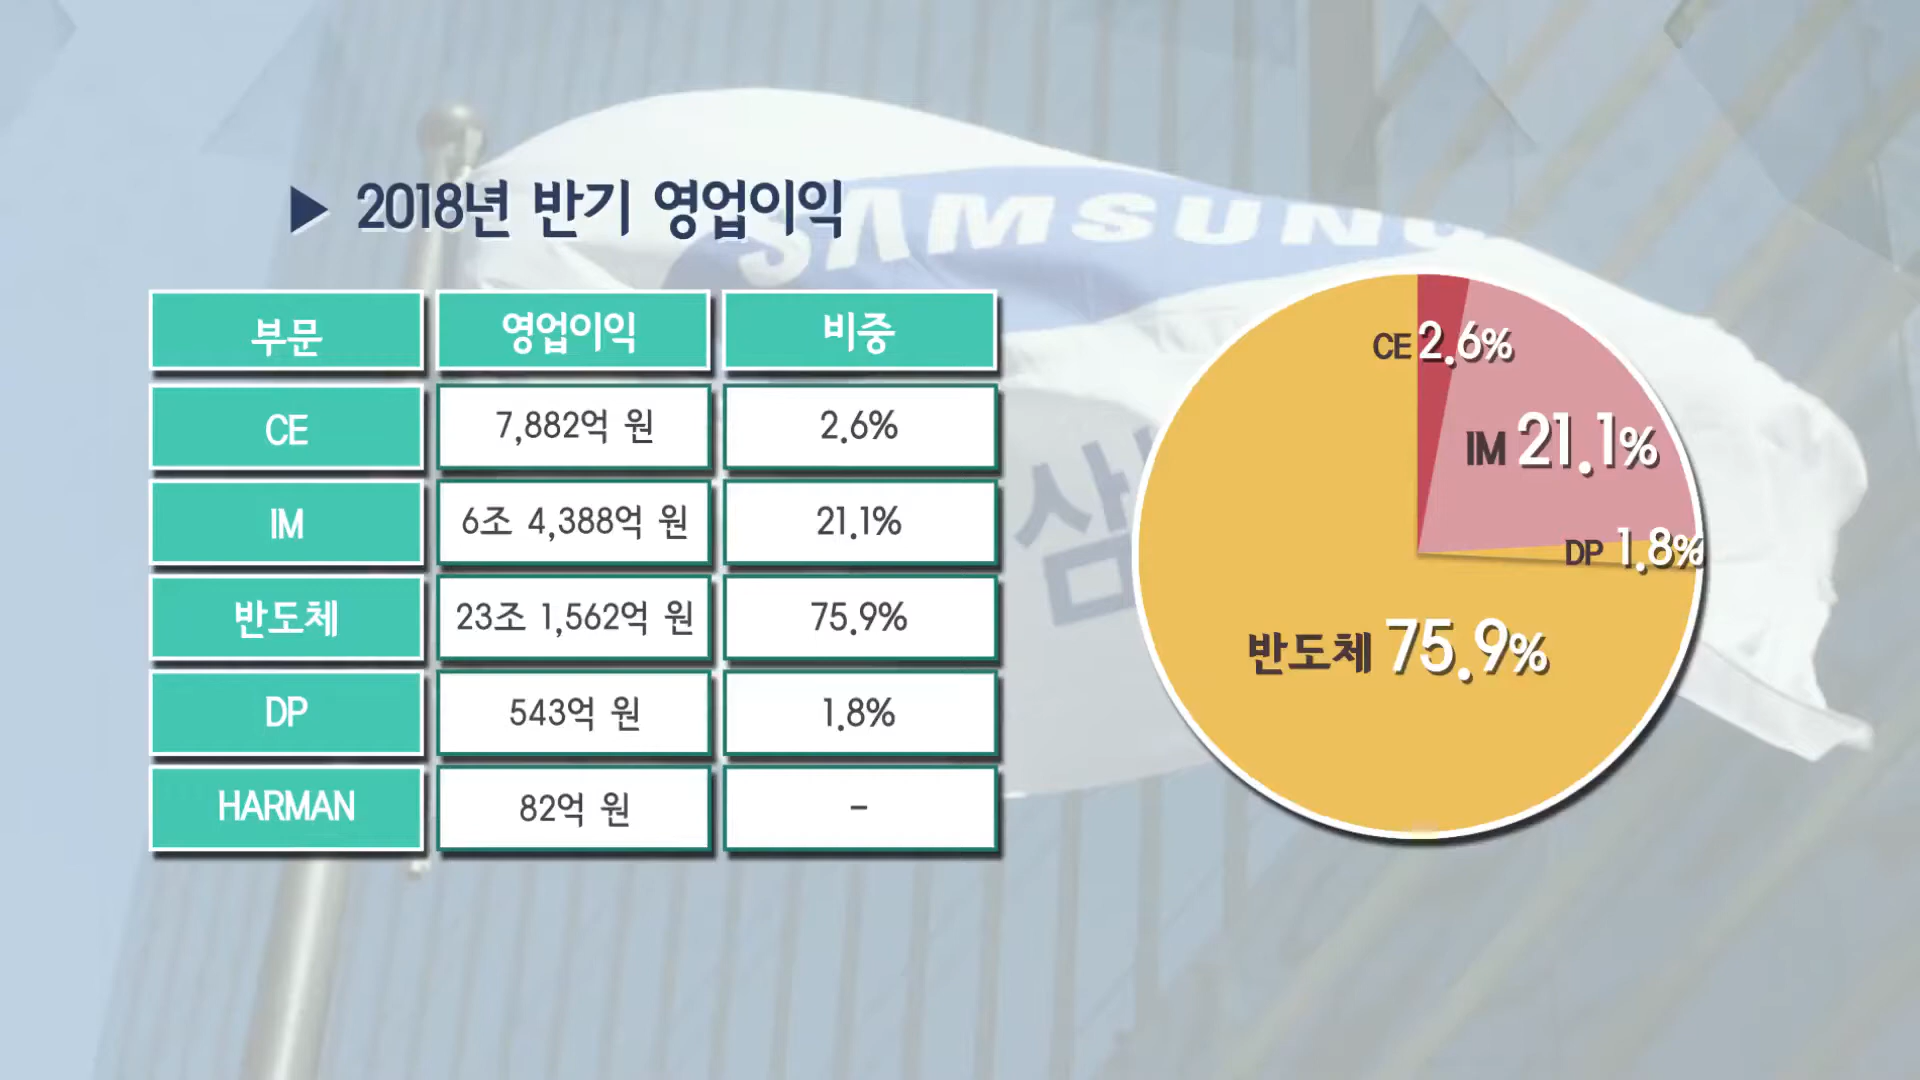 ▶ 2018년 반기 영업이익
SAMSUNG
부문 영업이익 비중
CE 7,882억 원 2.6%
IM 6조 4,388억 원 21.1%
반도체 23조 1,562억 원 75.9%
DP 543억 원 1.8%
HARMAN 82억 원 -
삼
CE 2.6%
IM 21.1%
DP 1.8%
반도체 75.9%